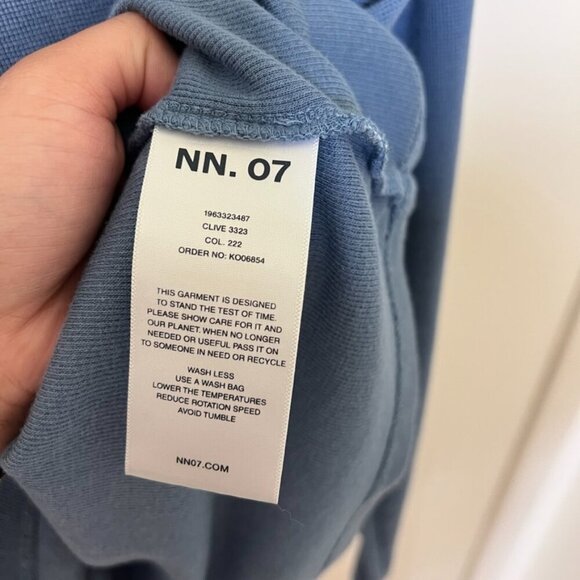 NN. 07
1963323487
CLIVE 3323
COL. 222
ORDER NO: KO06854
THIS GARMENT IS DESIGNED
TO STAND THE TEST OF TIME.
PLEASE SHOW CARE FOR IT AND
OUR PLANET. WHEN NO LONGER
NEEDED OR USEFUL PASS IT ON
TO SOMEONE IN NEED OR RECYCLE
WASH LESS
USE A WASH BAG
LOWER THE TEMPERATURES
REDUCE ROTATION SPEED
AVOID TUMBLE
NN07.COM